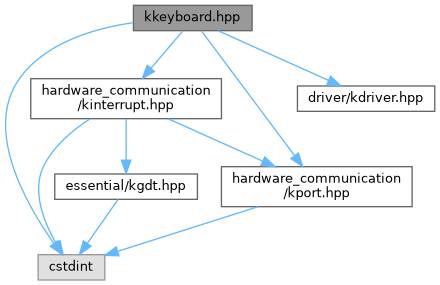 kkeyboard.hpp
hardware_communication
/kinterrupt.hpp
driver/kdriver.hpp
essential/kgdt.hpp
hardware_communication
/kport.hpp
cstdint